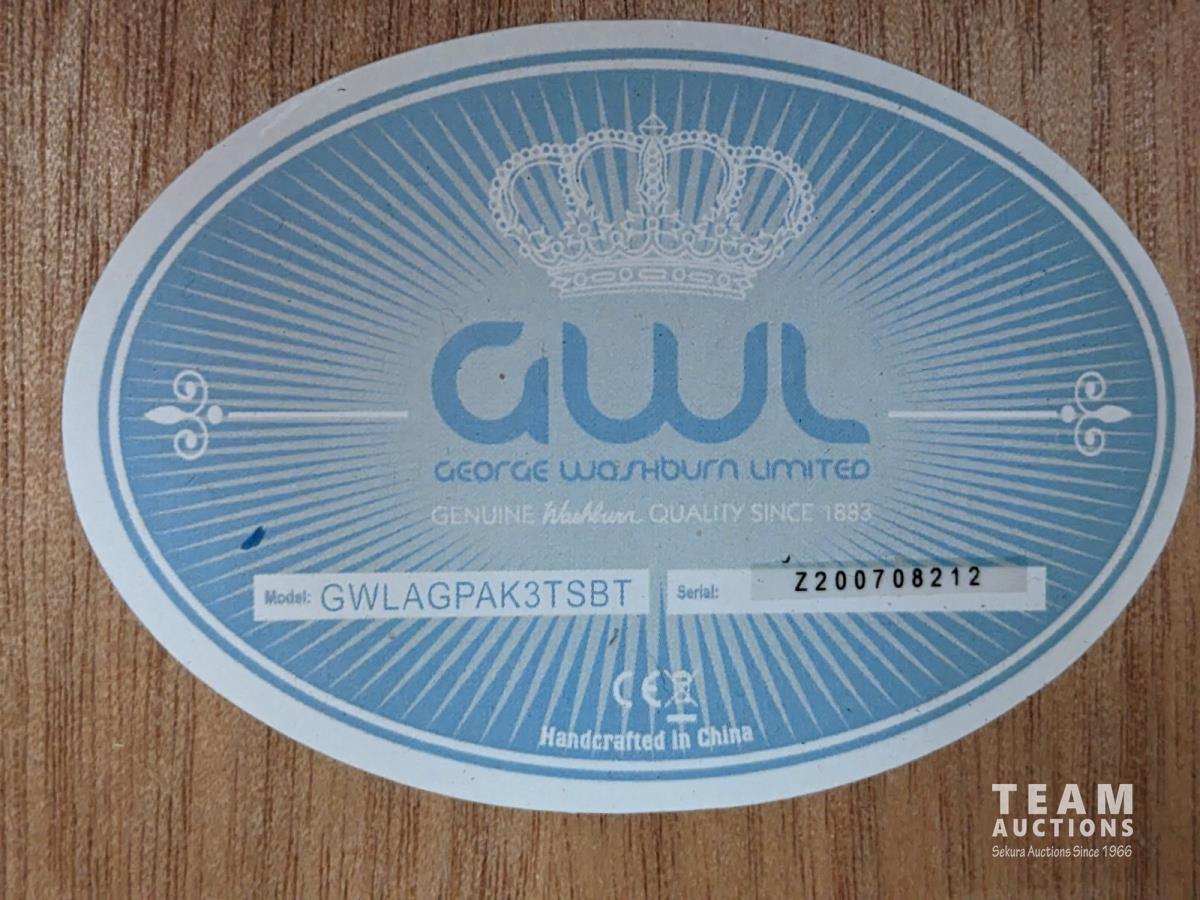 GWL
GEORGE WASHBURN LIMITED
GENUINE Washburn QUALITY SINCE 1883
Model: GWLAGPAK3TSBT
Serial: Z200708212
CE
Handcrafted in China
TEAM
AUCTIONS
Sekura Auctions Since 1966